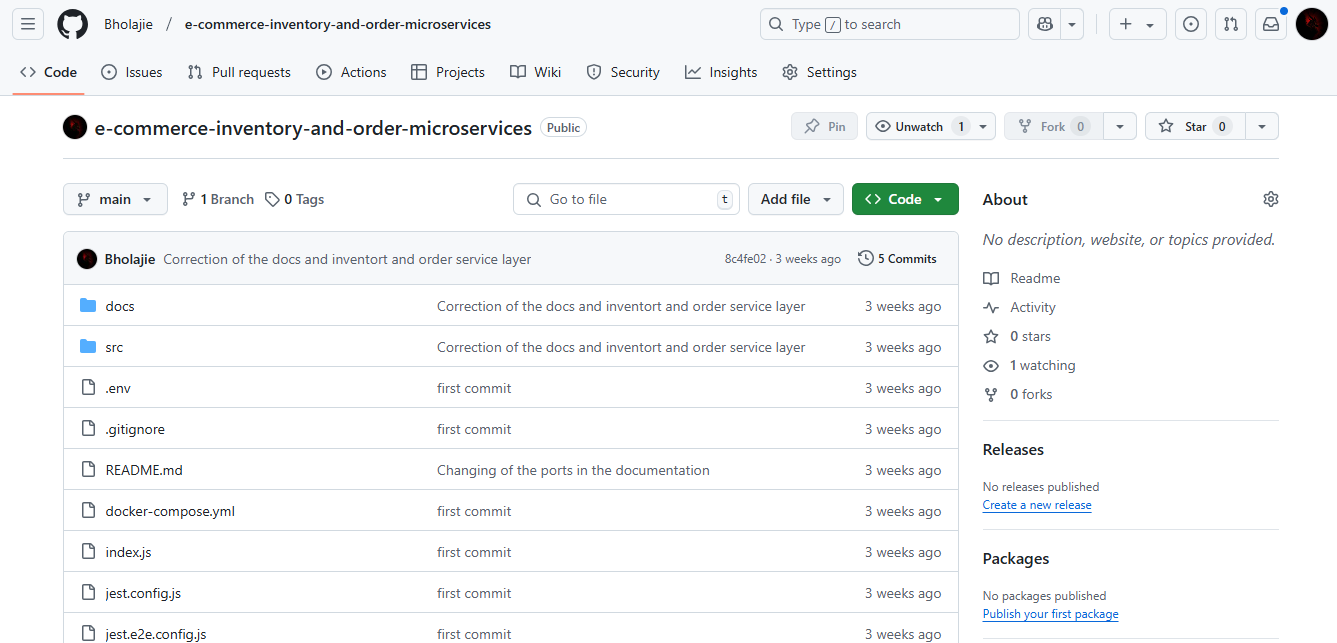 Bholajie / e-commerce-inventory-and-order-microservices Type / to search
Code Issues Pull requests Actions Projects Wiki Security Insights Settings
e-commerce-inventory-and-order-microservices Public Pin Unwatch 1 Fork 0 Star 0
main 1 Branch 0 Tags Go to file t Add file Code
Bholajie Correction of the docs and inventort and order service layer 8c4fe02 · 3 weeks ago 5 Commits
docs Correction of the docs and inventort and order service layer 3 weeks ago
src Correction of the docs and inventort and order service layer 3 weeks ago
.env first commit 3 weeks ago
.gitignore first commit 3 weeks ago
README.md Changing of the ports in the documentation 3 weeks ago
docker-compose.yml first commit 3 weeks ago
index.js first commit 3 weeks ago
jest.config.js first commit 3 weeks ago
jest.e2e.config.js first commit 3 weeks ago
About
No description, website, or topics provided.
Readme
Activity
0 stars
1 watching
0 forks
Releases
No releases published
Create a new release
Packages
No packages published
Publish your first package